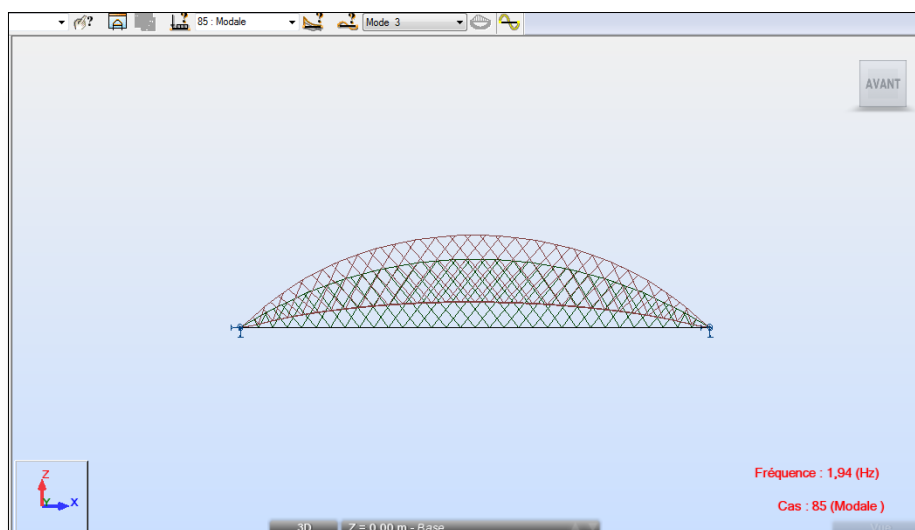 85 : Modale Mode 3
AVANT
Z
Y X
Fréquence : 1,94 (Hz)
Cas : 85 (Modale )
3D Z = 0,00 m - Base